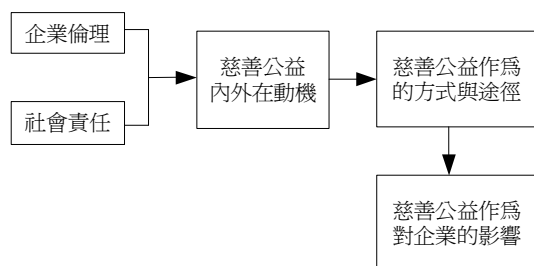 企業倫理
社會責任
慈善公益
內外在動機
慈善公益作為
的方式與途徑
慈善公益作為
對企業的影響